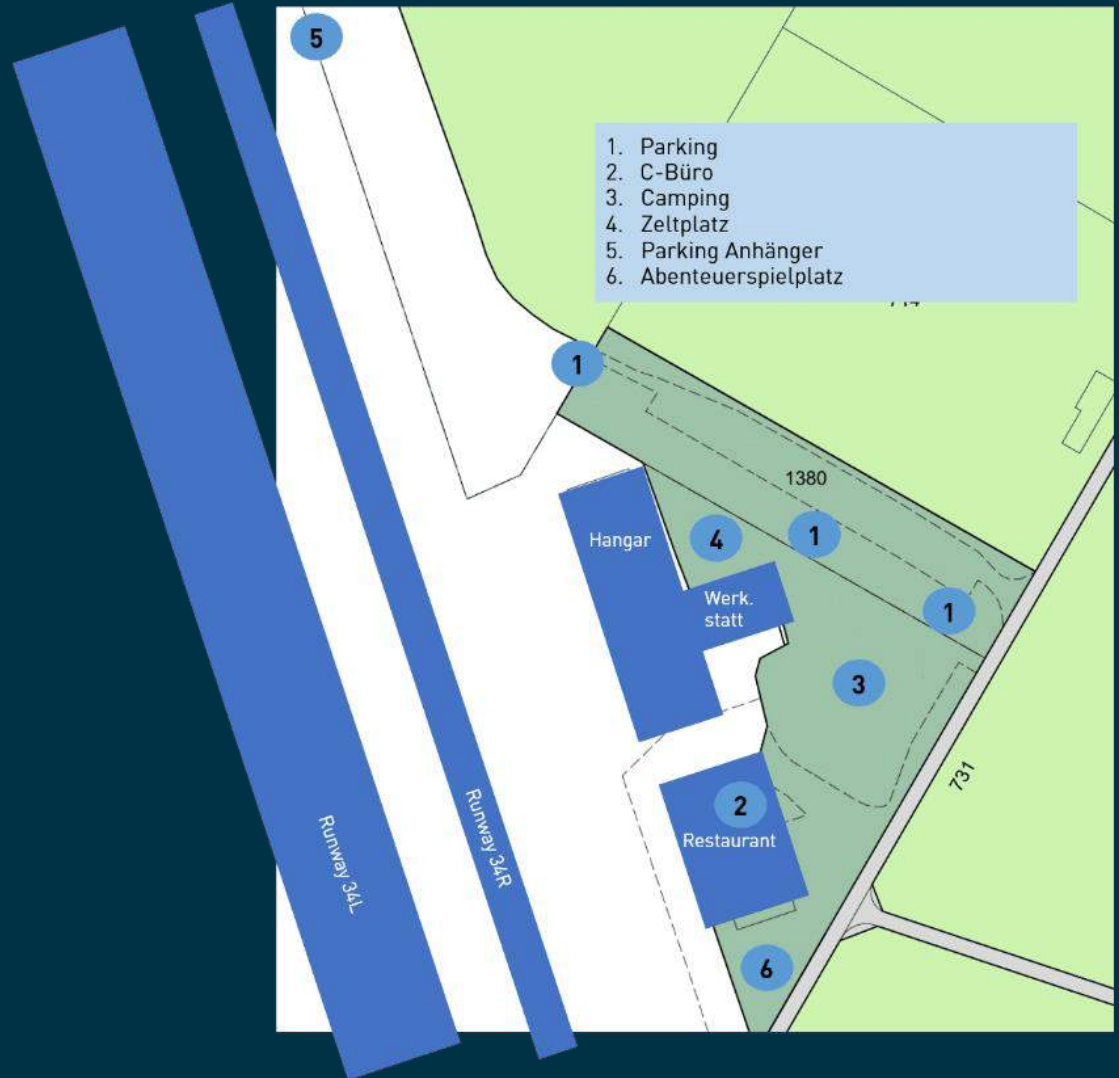 5
1. Parking
2. C-Büro
3. Camping
4. Zeltplatz
5. Parking Anhänger
6. Abenteuerspielplatz
1
1380
Hangar
4
1
Werk.
statt
1
3
731
2
Restaurant
Runway 34L
Runway 34R
6